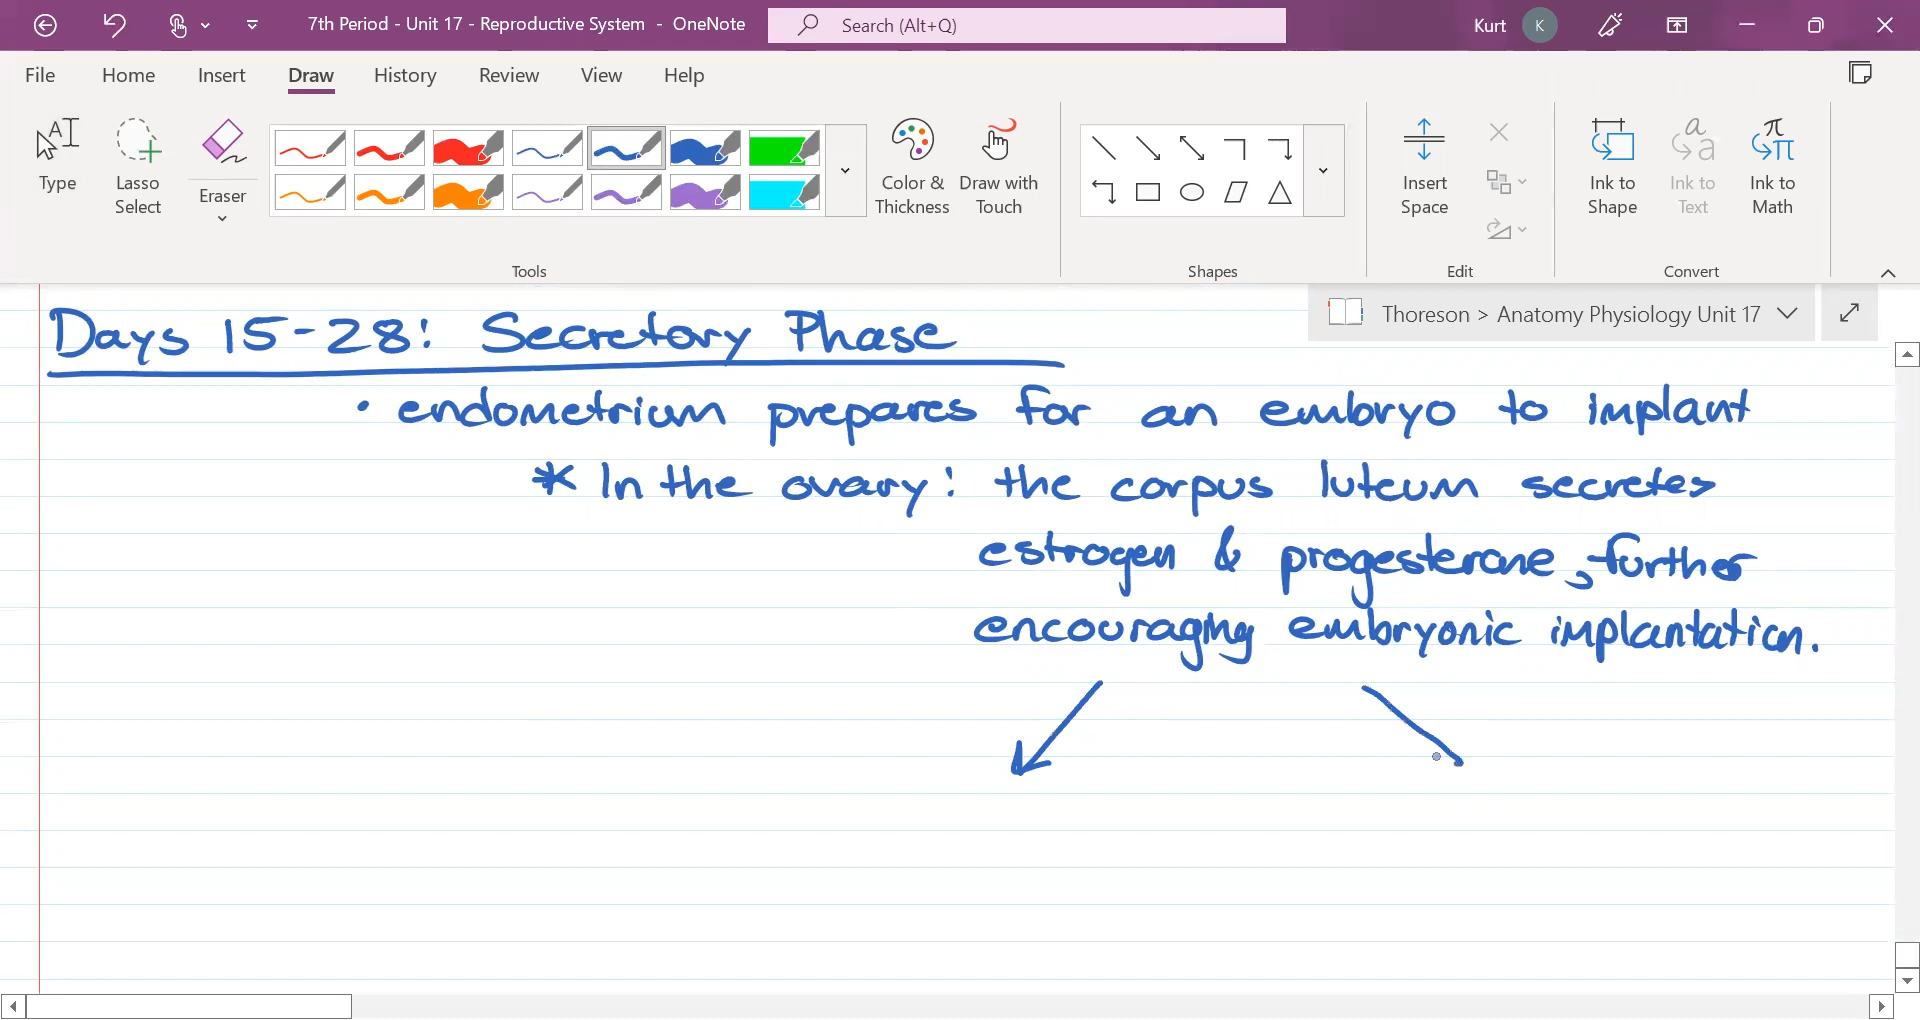 7th Period - Unit 17 - Reproductive System - OneNote
Search (Alt+Q)
Kurt
K
File Home Insert Draw History Review View Help
Type
Lasso Select
Eraser
Color & Thickness
Draw with Touch
Insert Space
Ink to Shape
Ink to Text
Ink to Math
Tools
Shapes
Edit
Convert
Thoreson > Anatomy Physiology Unit 17
Days 15-28: Secretory Phase
• endometrium prepares for an embryo to implant
* In the ovary: the corpus luteum secretes
estrogen & progesterone, further
encouraging embryonic implantation.